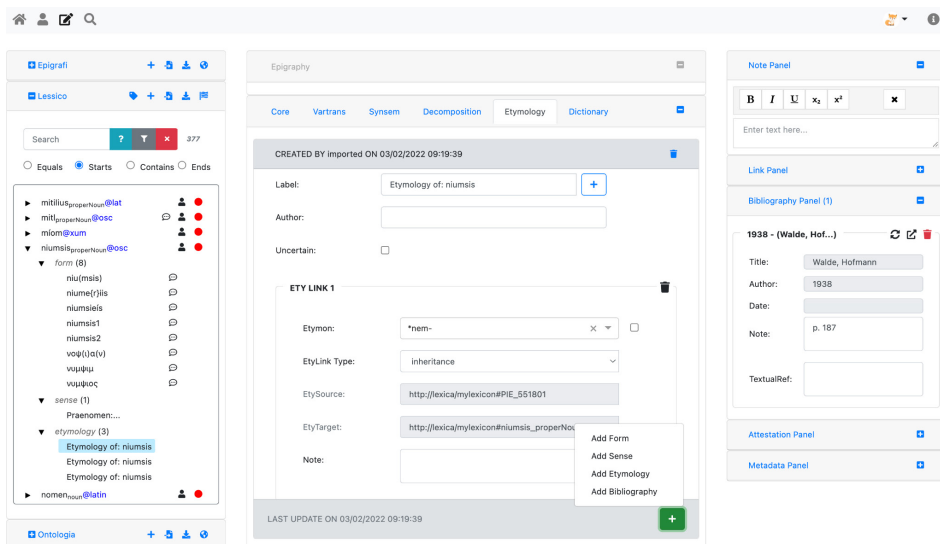 Epigrafi
Lessico
Search
?
377
Equals
Starts
Contains
Ends
mitiliusproperNoun@lat
mitlproperNoun@osc
míom@xum
niumsisproperNoun@osc
form (8)
niu(msis)
niume{r}iis
niumsieís
niumsis1
niumsis2
νοψ(ι)α(ν)
νυμψιμ
νυμψιος
sense (1)
Praenomen:...
etymology (3)
Etymology of: niumsis
Etymology of: niumsis
Etymology of: niumsis
nomennoun@latin
Ontologia
Epigraphy
Core
Vartrans
Synsem
Decomposition
Etymology
Dictionary
CREATED BY imported ON 03/02/2022 09:19:39
Label:
Etymology of: niumsis
Author:
Uncertain:
ETY LINK 1
Etymon:
*nem-
EtyLink Type:
inheritance
EtySource:
http://lexica/mylexicon#PIE_551801
EtyTarget:
http://lexica/mylexicon#niumsis_properNou
Note:
Add Form
Add Sense
Add Etymology
Add Bibliography
LAST UPDATE ON 03/02/2022 09:19:39
Note Panel
B I U x₂ x²
Enter text here...
Link Panel
Bibliography Panel (1)
1938 - (Walde, Hof...)
Title:
Walde, Hofmann
Author:
1938
Date:
Note:
p. 187
TextualRef:
Attestation Panel
Metadata Panel